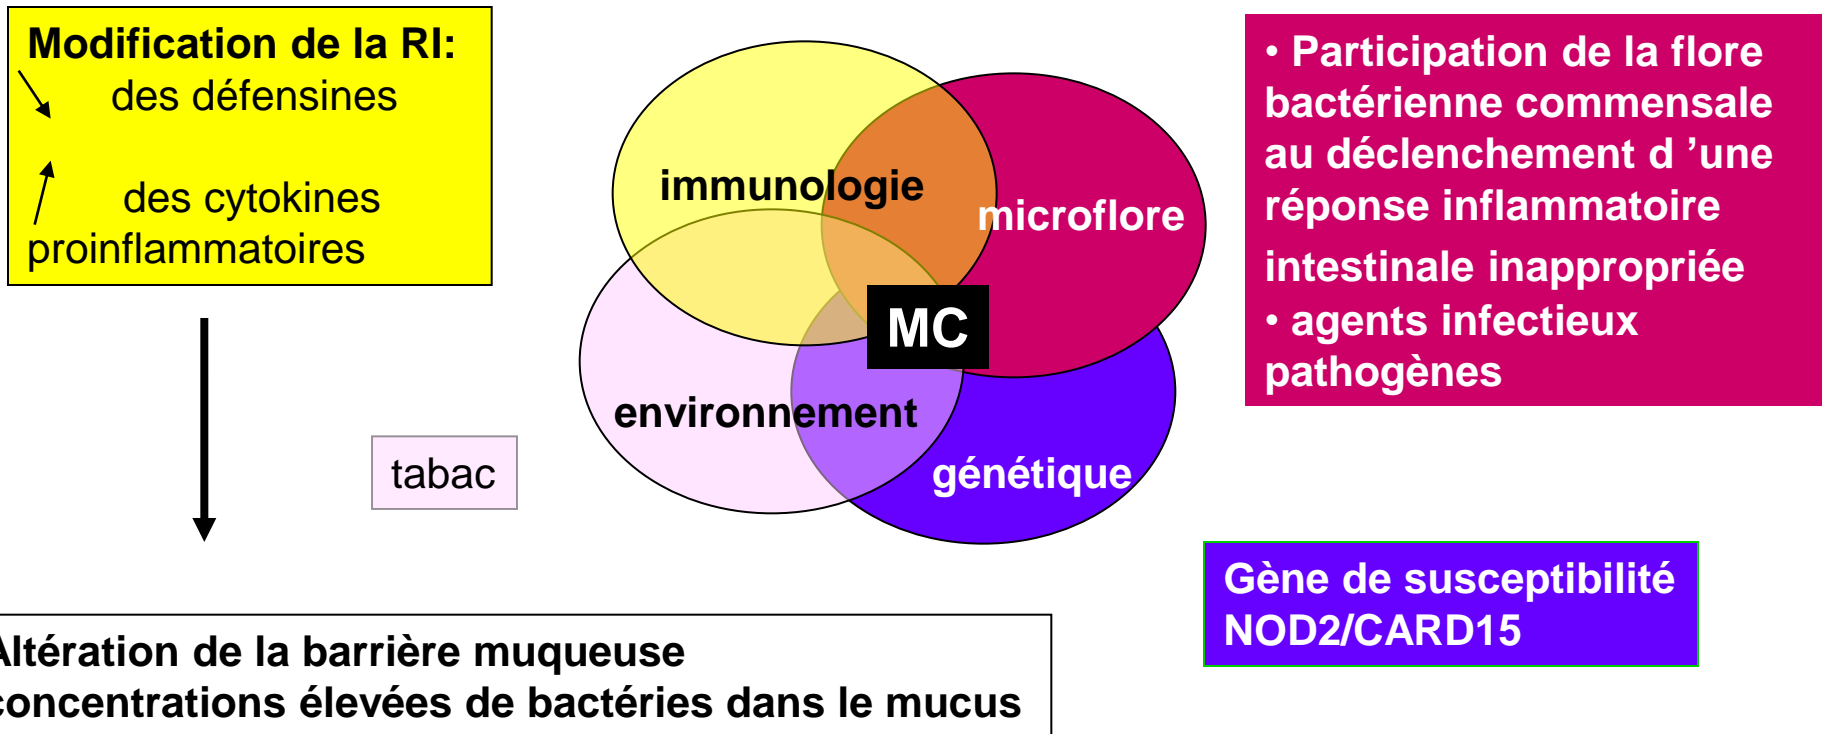 Modification de la RI:
des défensines
des cytokines
proinflammatoires
immunologie
microflore
MC
environnement
génétique
tabac
• Participation de la flore
bactérienne commensale
au déclenchement d ’une
réponse inflammatoire
intestinale inappropriée
• agents infectieux
pathogènes
Gène de susceptibilité
NOD2/CARD15
Altération de la barrière muqueuse
concentrations élevées de bactéries dans le mucus